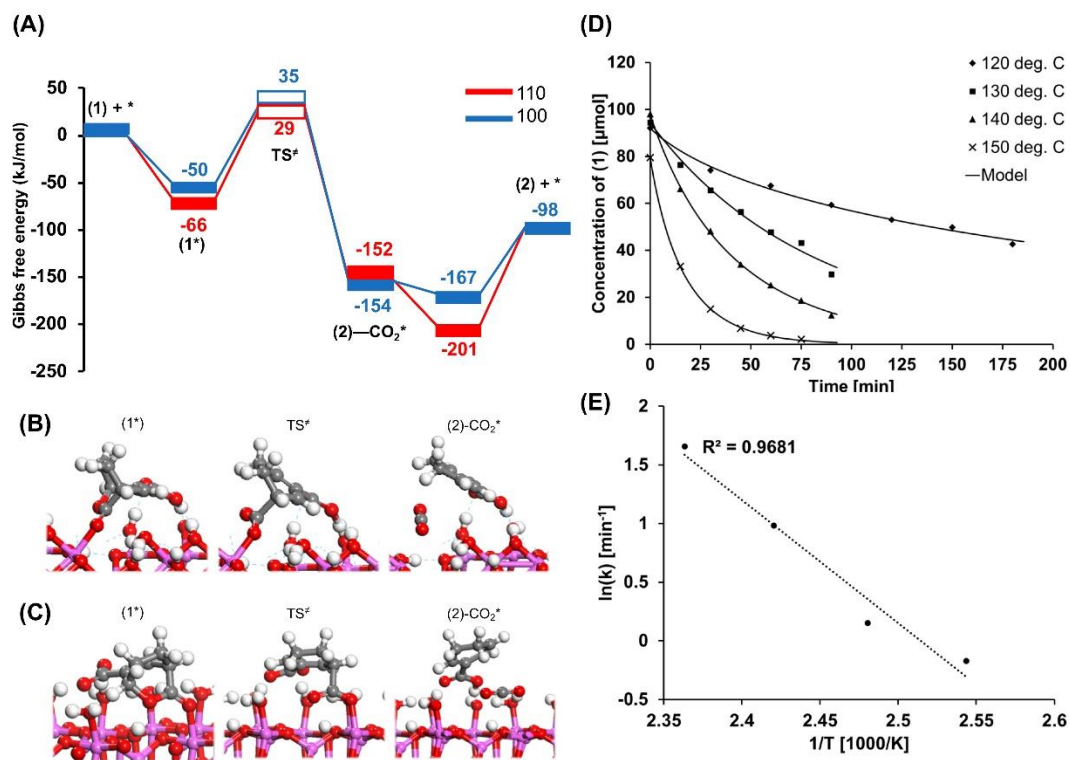 (A)
Gibbs free energy (kJ/mol)
50
0
-50
-100
-150
-200
-250
(1) + *
-50
-66
(1*)
35
29
TS≠
110
100
-152
-154
(2)—CO₂*
-167
-201
(2) + *
-98
(B)
(1*)
TS≠
(2)-CO₂*
(C)
(1*)
TS≠
(2)-CO₂*
(D)
Concentration of (1) [µmol]
120
100
80
60
40
20
0
0 25 50 75 100 125 150 175 200
Time [min]
120 deg. C
130 deg. C
140 deg. C
150 deg. C
Model
(E)
ln(k) [min⁻¹]
2
1.5
1
0.5
0
-0.5
R² = 0.9681
2.35 2.4 2.45 2.5 2.55 2.6
1/T [1000/K]